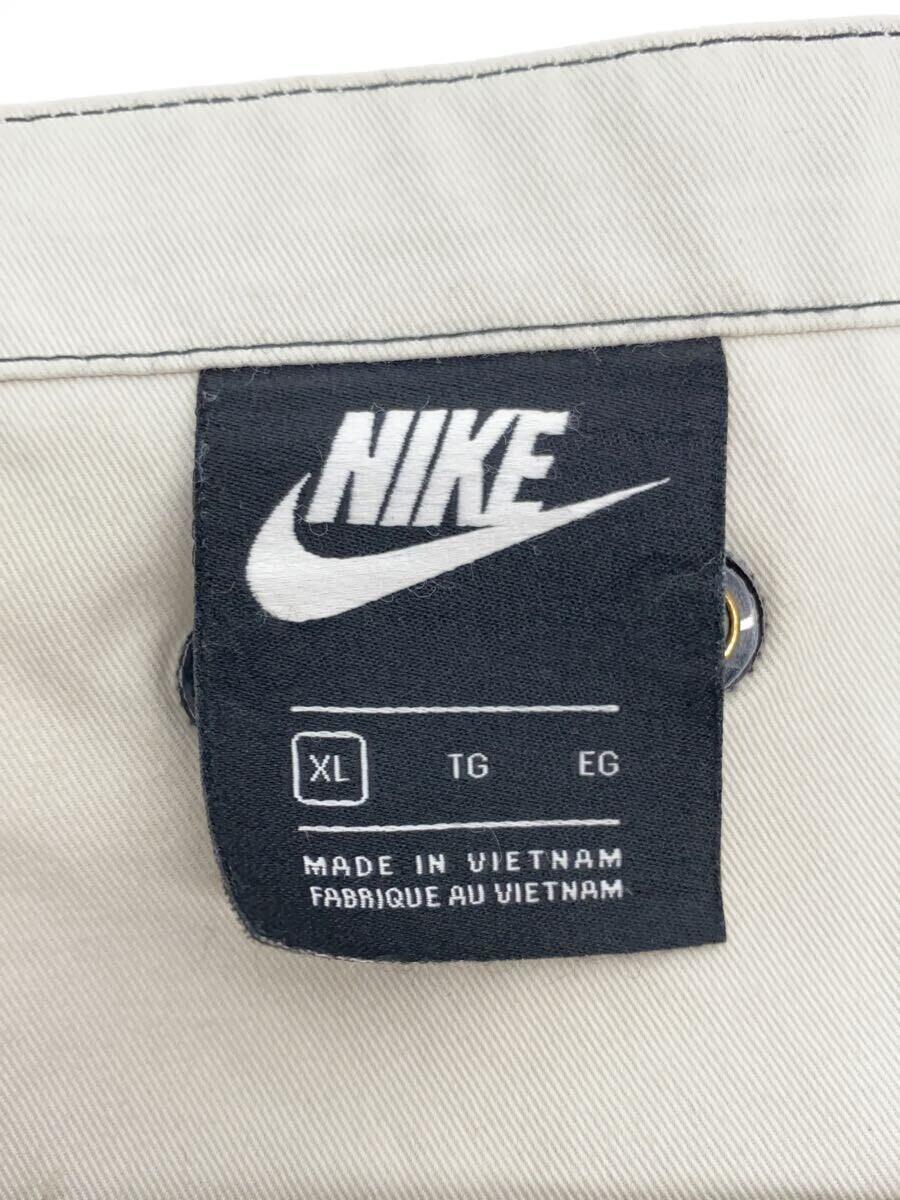 NIKE
XL TG EG
MADE IN VIETNAM
FABRIQUE AU VIETNAM